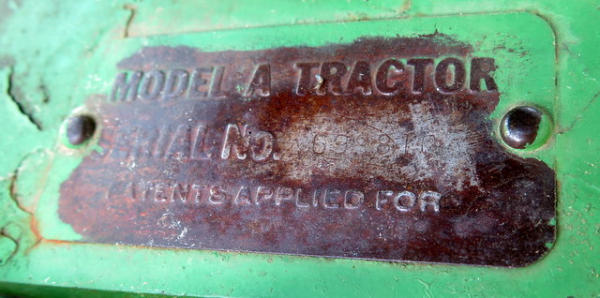 MODEL A TRACTOR
SERIAL No.
PATENTS APPLIED FOR